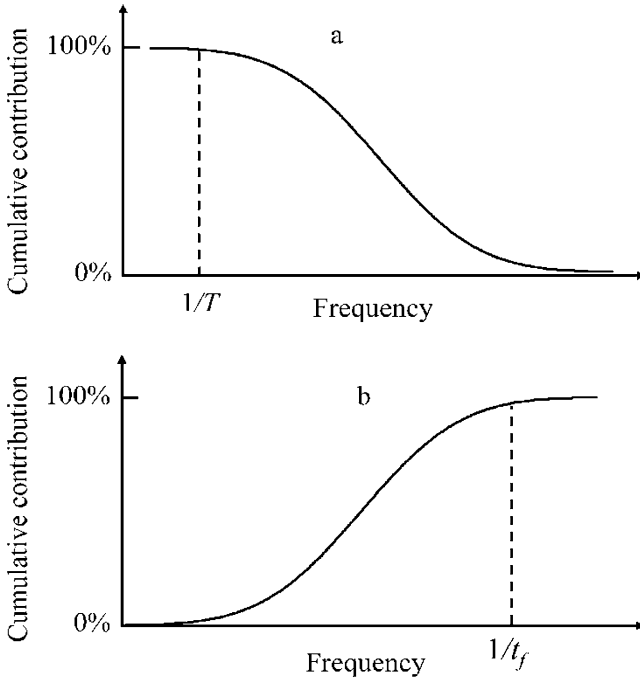 a
Cumulative contribution
100%
0%
1/T
Frequency
b
Cumulative contribution
100%
0%
1/t_f
Frequency